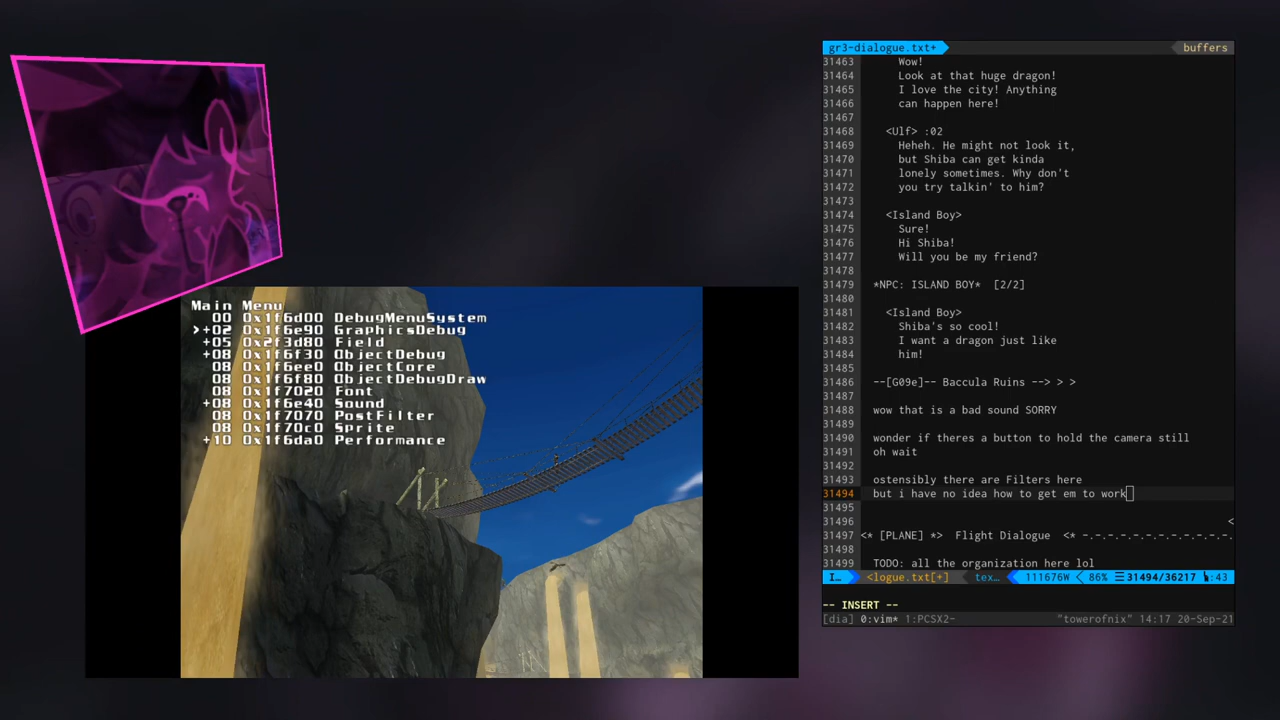 Main Menu
00 0x1f6d00 DebugMenuSystem
>+02 0x1f6e90 GraphicsDebug
+05 0x2f3d80 Field
+08 0x1f6f30 ObjectDebug
08 0x1f6ee0 ObjectCore
08 0x1f6f80 ObjectDebugDraw
08 0x1f7020 Font
+08 0x1f6e40 Sound
08 0x1f7070 PostFilter
08 0x1f70c0 Sprite
+10 0x1f6da0 Performance
gr3-dialogue.txt+ buffers
31463 Wow!
31464 Look at that huge dragon!
31465 I love the city! Anything
31466 can happen here!
31467
31468 <Ulf> :02
31469 Heheh. He might not look it,
31470 but Shiba can get kinda
31471 lonely sometimes. Why don't
31472 you try talkin' to him?
31473
31474 <Island Boy>
31475 Sure!
31476 Hi Shiba!
31477 Will you be my friend?
31478
31479 *NPC: ISLAND BOY* [2/2]
31480
31481 <Island Boy>
31482 Shiba's so cool!
31483 I want a dragon just like
31484 him!
31485
31486 --[G09e]-- Baccula Ruins --> > >
31487
31488 wow that is a bad sound SORRY
31489
31490 wonder if theres a button to hold the camera still
31491 oh wait
31492
31493 ostensibly there are Filters here
31494 but i have no idea how to get em to work
31495
31496 <
31497 <* [PLANE] *> Flight Dialogue <* -.-.-.-.-.-.-.-.-.-.-.-.
31498
31499 TODO: all the organization here lol
I… <logue.txt[+] tex… 111676W 86% ☰31494/36217 :43
-- INSERT --
[dia] 0:vim* 1:PCSX2- "towerofnix" 14:17 20-Sep-21